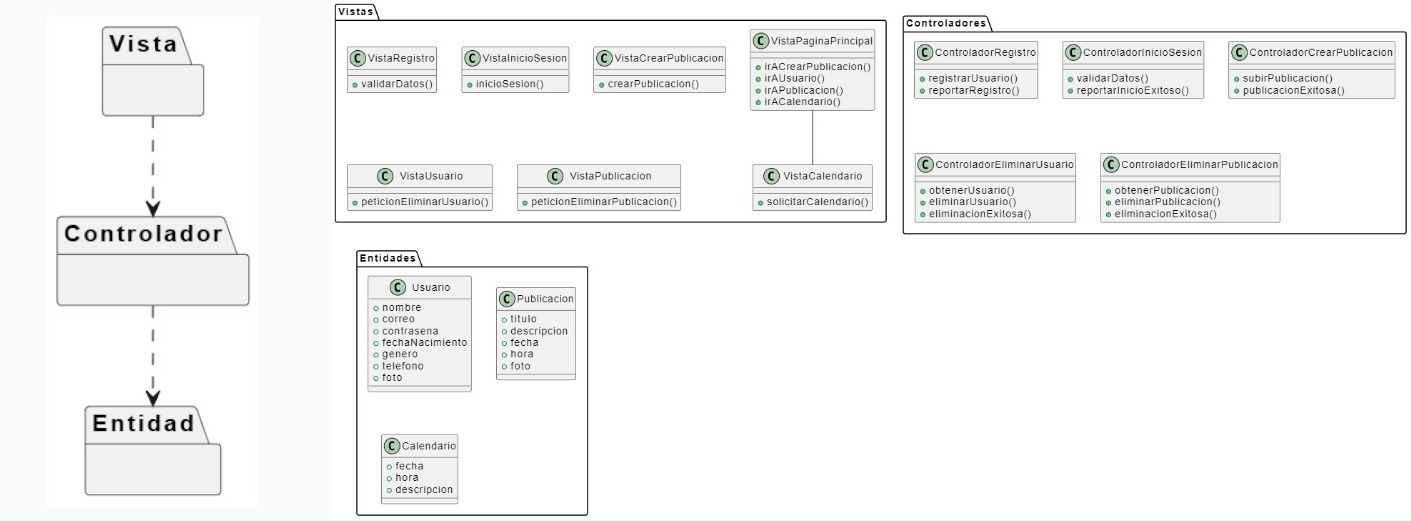 Vista
Controlador
Entidad
Vistas
C VistaRegistro
validarDatos()
C VistaInicioSesion
inicioSesion()
C VistaCrearPublicacion
crearPublicacion()
C VistaPaginaPrincipal
irACrearPublicacion()
irAUsuario()
irAPublicacion()
irACalendario()
C VistaUsuario
peticionEliminarUsuario()
C VistaPublicacion
peticionEliminarPublicacion()
C VistaCalendario
solicitarCalendario()
Controladores
C ControladorRegistro
registrarUsuario()
reportarRegistro()
C ControladorInicioSesion
validarDatos()
reportarInicioExitoso()
C ControladorCrearPublicacion
subirPublicacion()
publicacionExitosa()
C ControladorEliminarUsuario
obtenerUsuario()
eliminarUsuario()
eliminacionExitosa()
C ControladorEliminarPublicacion
obtenerPublicacion()
eliminarPublicacion()
eliminacionExitosa()
Entidades
C Usuario
nombre
correo
contrasena
fechaNacimiento
genero
telefono
foto
C Publicacion
titulo
descripcion
fecha
hora
foto
C Calendario
fecha
hora
descripcion